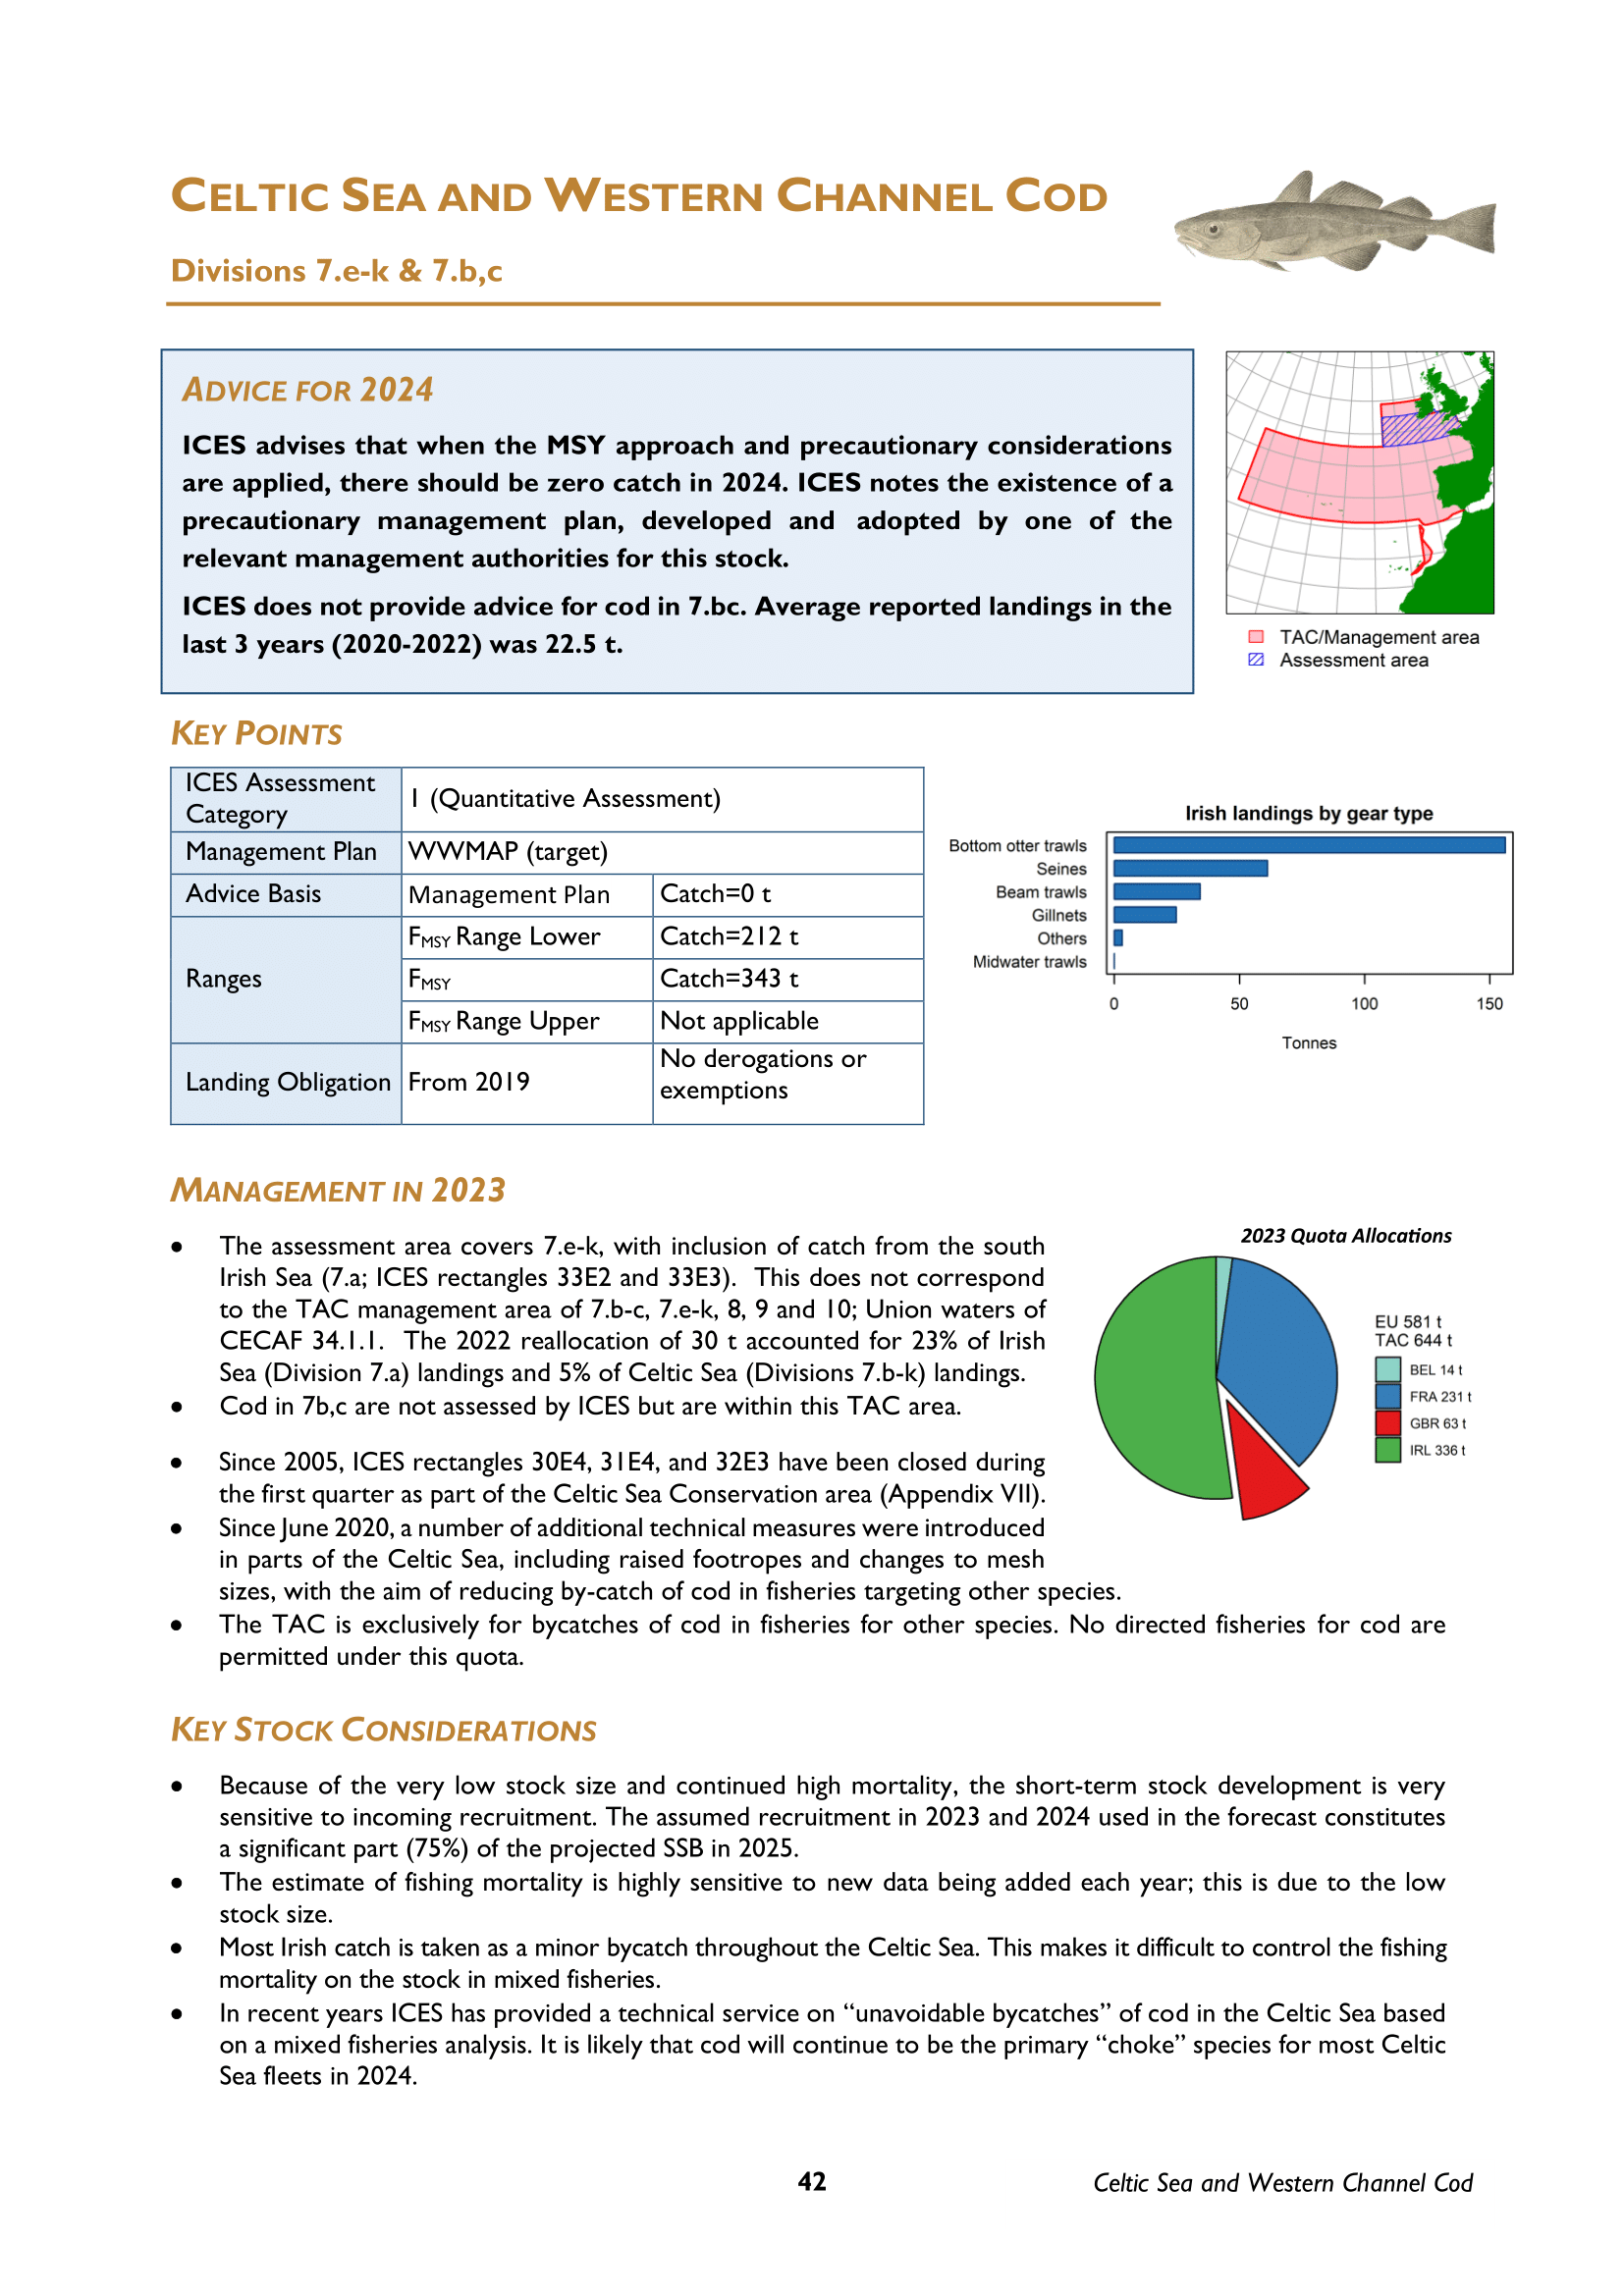 CELTIC SEA AND WESTERN CHANNEL COD
Divisions 7.e-k & 7.b,c
ADVICE FOR 2024
ICES advises that when the MSY approach and precautionary considerations
are applied, there should be zero catch in 2024. ICES notes the existence of a
precautionary management plan, developed and adopted by one of the
relevant management authorities for this stock.
ICES does not provide advice for cod in 7.bc. Average reported landings in the
last 3 years (2020-2022) was 22.5 t.
TAC/Management area
Assessment area
KEY POINTS
ICES Assessment
Category
1 (Quantitative Assessment)
Management Plan
WWMAP (target)
Advice Basis
Management Plan
Catch=0 t
Ranges
FMSY Range Lower
Catch=212 t
FMSY
Catch=343 t
FMSY Range Upper
Not applicable
Landing Obligation
From 2019
No derogations or
exemptions
Irish landings by gear type
Bottom otter trawls
Seines
Beam trawls
Gillnets
Others
Midwater trawls
0 50 100 150
Tonnes
MANAGEMENT IN 2023
• The assessment area covers 7.e-k, with inclusion of catch from the south
Irish Sea (7.a; ICES rectangles 33E2 and 33E3). This does not correspond
to the TAC management area of 7.b-c, 7.e-k, 8, 9 and 10; Union waters of
CECAF 34.1.1. The 2022 reallocation of 30 t accounted for 23% of Irish
Sea (Division 7.a) landings and 5% of Celtic Sea (Divisions 7.b-k) landings.
• Cod in 7b,c are not assessed by ICES but are within this TAC area.
• Since 2005, ICES rectangles 30E4, 31E4, and 32E3 have been closed during
the first quarter as part of the Celtic Sea Conservation area (Appendix VII).
• Since June 2020, a number of additional technical measures were introduced
in parts of the Celtic Sea, including raised footropes and changes to mesh
sizes, with the aim of reducing by-catch of cod in fisheries targeting other species.
• The TAC is exclusively for bycatches of cod in fisheries for other species. No directed fisheries for cod are
permitted under this quota.
2023 Quota Allocations
EU 581 t
TAC 644 t
BEL 14 t
FRA 231 t
GBR 63 t
IRL 336 t
KEY STOCK CONSIDERATIONS
• Because of the very low stock size and continued high mortality, the short-term stock development is very
sensitive to incoming recruitment. The assumed recruitment in 2023 and 2024 used in the forecast constitutes
a significant part (75%) of the projected SSB in 2025.
• The estimate of fishing mortality is highly sensitive to new data being added each year; this is due to the low
stock size.
• Most Irish catch is taken as a minor bycatch throughout the Celtic Sea. This makes it difficult to control the fishing
mortality on the stock in mixed fisheries.
• In recent years ICES has provided a technical service on “unavoidable bycatches” of cod in the Celtic Sea based
on a mixed fisheries analysis. It is likely that cod will continue to be the primary “choke” species for most Celtic
Sea fleets in 2024.
42
Celtic Sea and Western Channel Cod